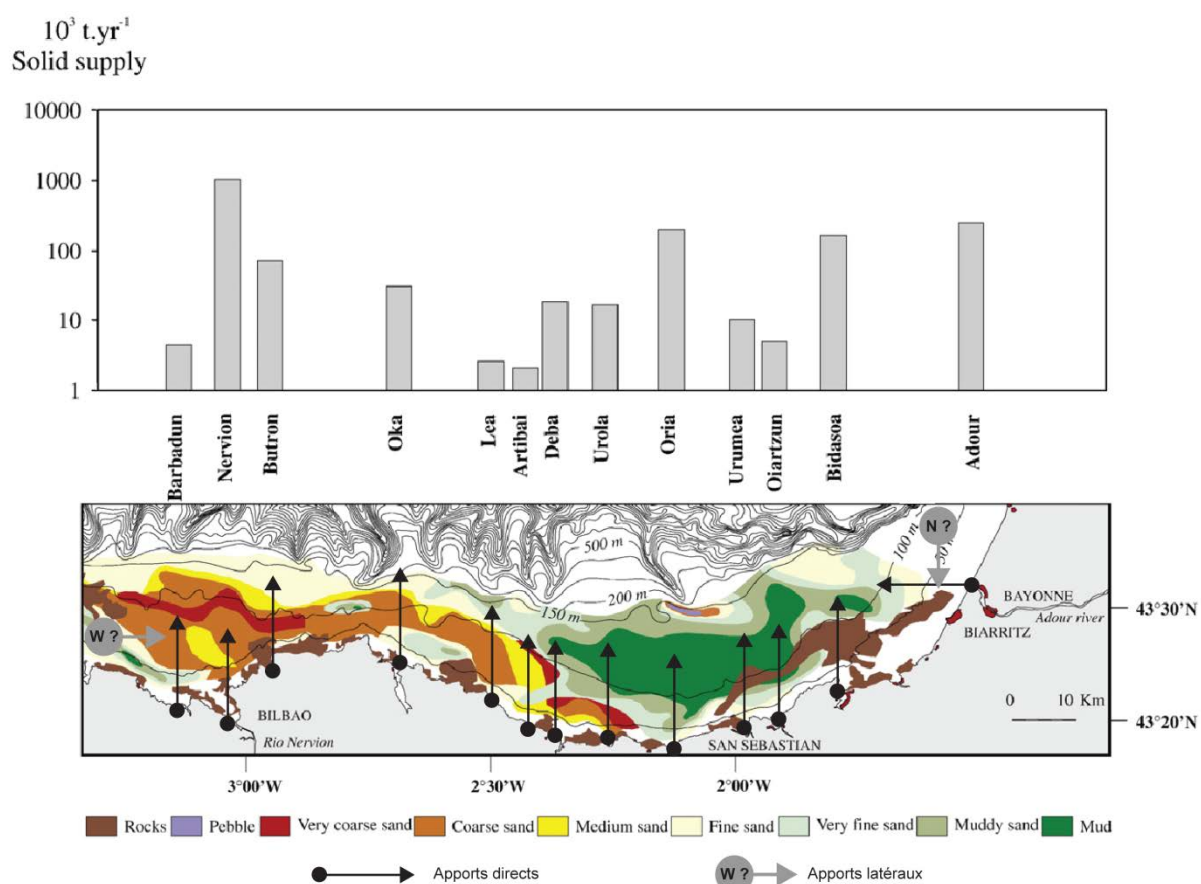 10³ t.yr⁻¹
Solid supply
10000
1000
100
10
1
Barbadun
Nervion
Butron
Oka
Lea
Artibai
Deba
Urola
Oria
Urumea
Oiartzun
Bidasoa
Adour
500 m
200 m
150 m
100 m
N ?
W ?
BAYONNE
Adour river
BIARRITZ
BILBAO
Rio Nervion
SAN SEBASTIAN
0 10 Km
43°30'N
43°20'N
3°00'W
2°30'W
2°00'W
Rocks Pebble Very coarse sand Coarse sand Medium sand Fine sand Very fine sand Muddy sand Mud
Apports directs W ? Apports latéraux